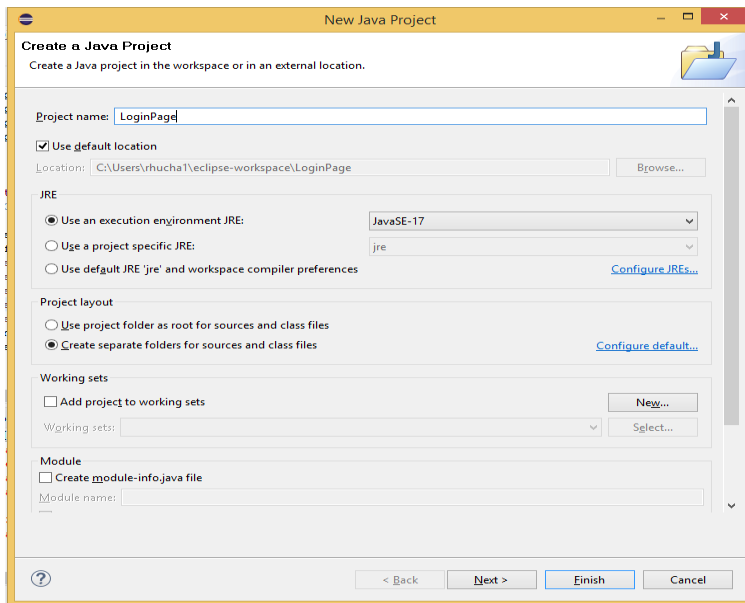 New Java Project
Create a Java Project
Create a Java project in the workspace or in an external location.
Project name: LoginPage
Use default location
Location: C:\Users\rhucha1\eclipse-workspace\LoginPage Browse...
JRE
Use an execution environment JRE: JavaSE-17
Use a project specific JRE: jre
Use default JRE 'jre' and workspace compiler preferences Configure JREs...
Project layout
Use project folder as root for sources and class files
Create separate folders for sources and class files Configure default...
Working sets
Add project to working sets New...
Working sets: Select...
Module
Create module-info.java file
Module name:
? < Back Next > Finish Cancel